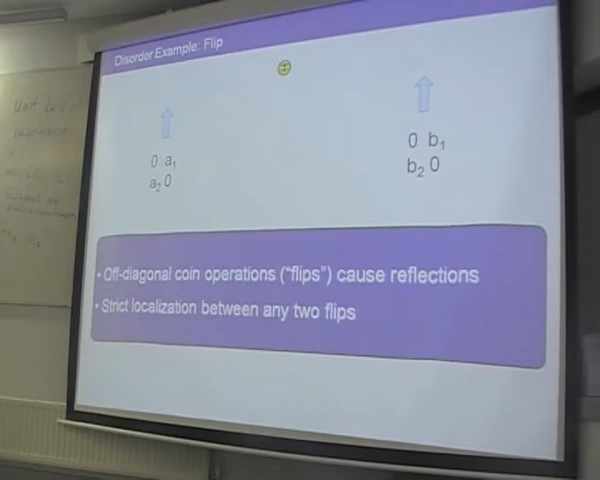 Disorder Example: Flip
0 a₁
a₂ 0
0 b₁
b₂ 0
• Off-diagonal coin operations ("flips") cause reflections
• Strict localization between any two flips